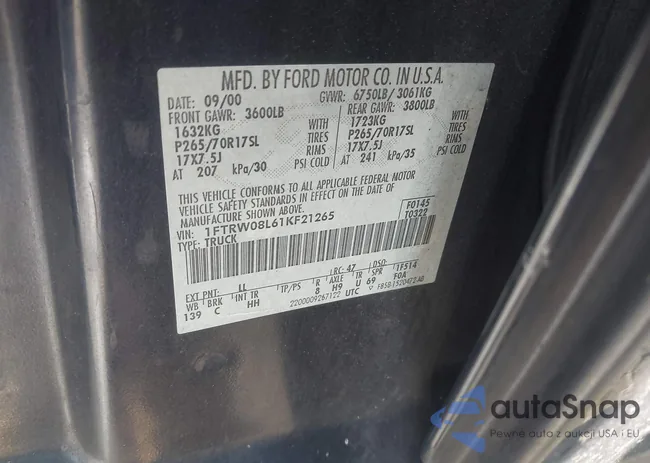 MFD. BY FORD MOTOR CO. IN U.S.A.
DATE: 09/00 GVWR: 6750LB/ 3061KG
FRONT GAWR: 3600LB REAR GAWR: 3800LB
1632KG WITH 1723KG WITH
P265/70R17SL TIRES P265/70R17SL TIRES
17X7.5J RIMS 17X7.5J RIMS
AT 207 kPa/30 PSI COLD AT 241 kPa/35 PSI COLD
THIS VEHICLE CONFORMS TO ALL APPLICABLE FEDERAL MOTOR
VEHICLE SAFETY STANDARDS IN EFFECT ON THE DATE OF
MANUFACTURE SHOWN ABOVE.
VIN: 1FTRW08L61KF21265 F0145
TYPE: TRUCK T0322
EXT PNT: LL RC: 47 DSO:
WB BRK INT TR TP/PS R AXLE TR SPR 1F514
139 C HH 8 H9 U 69 F0A
2200009267122 UTC
autaSnap
Pewne auta z aukcji USA i EU